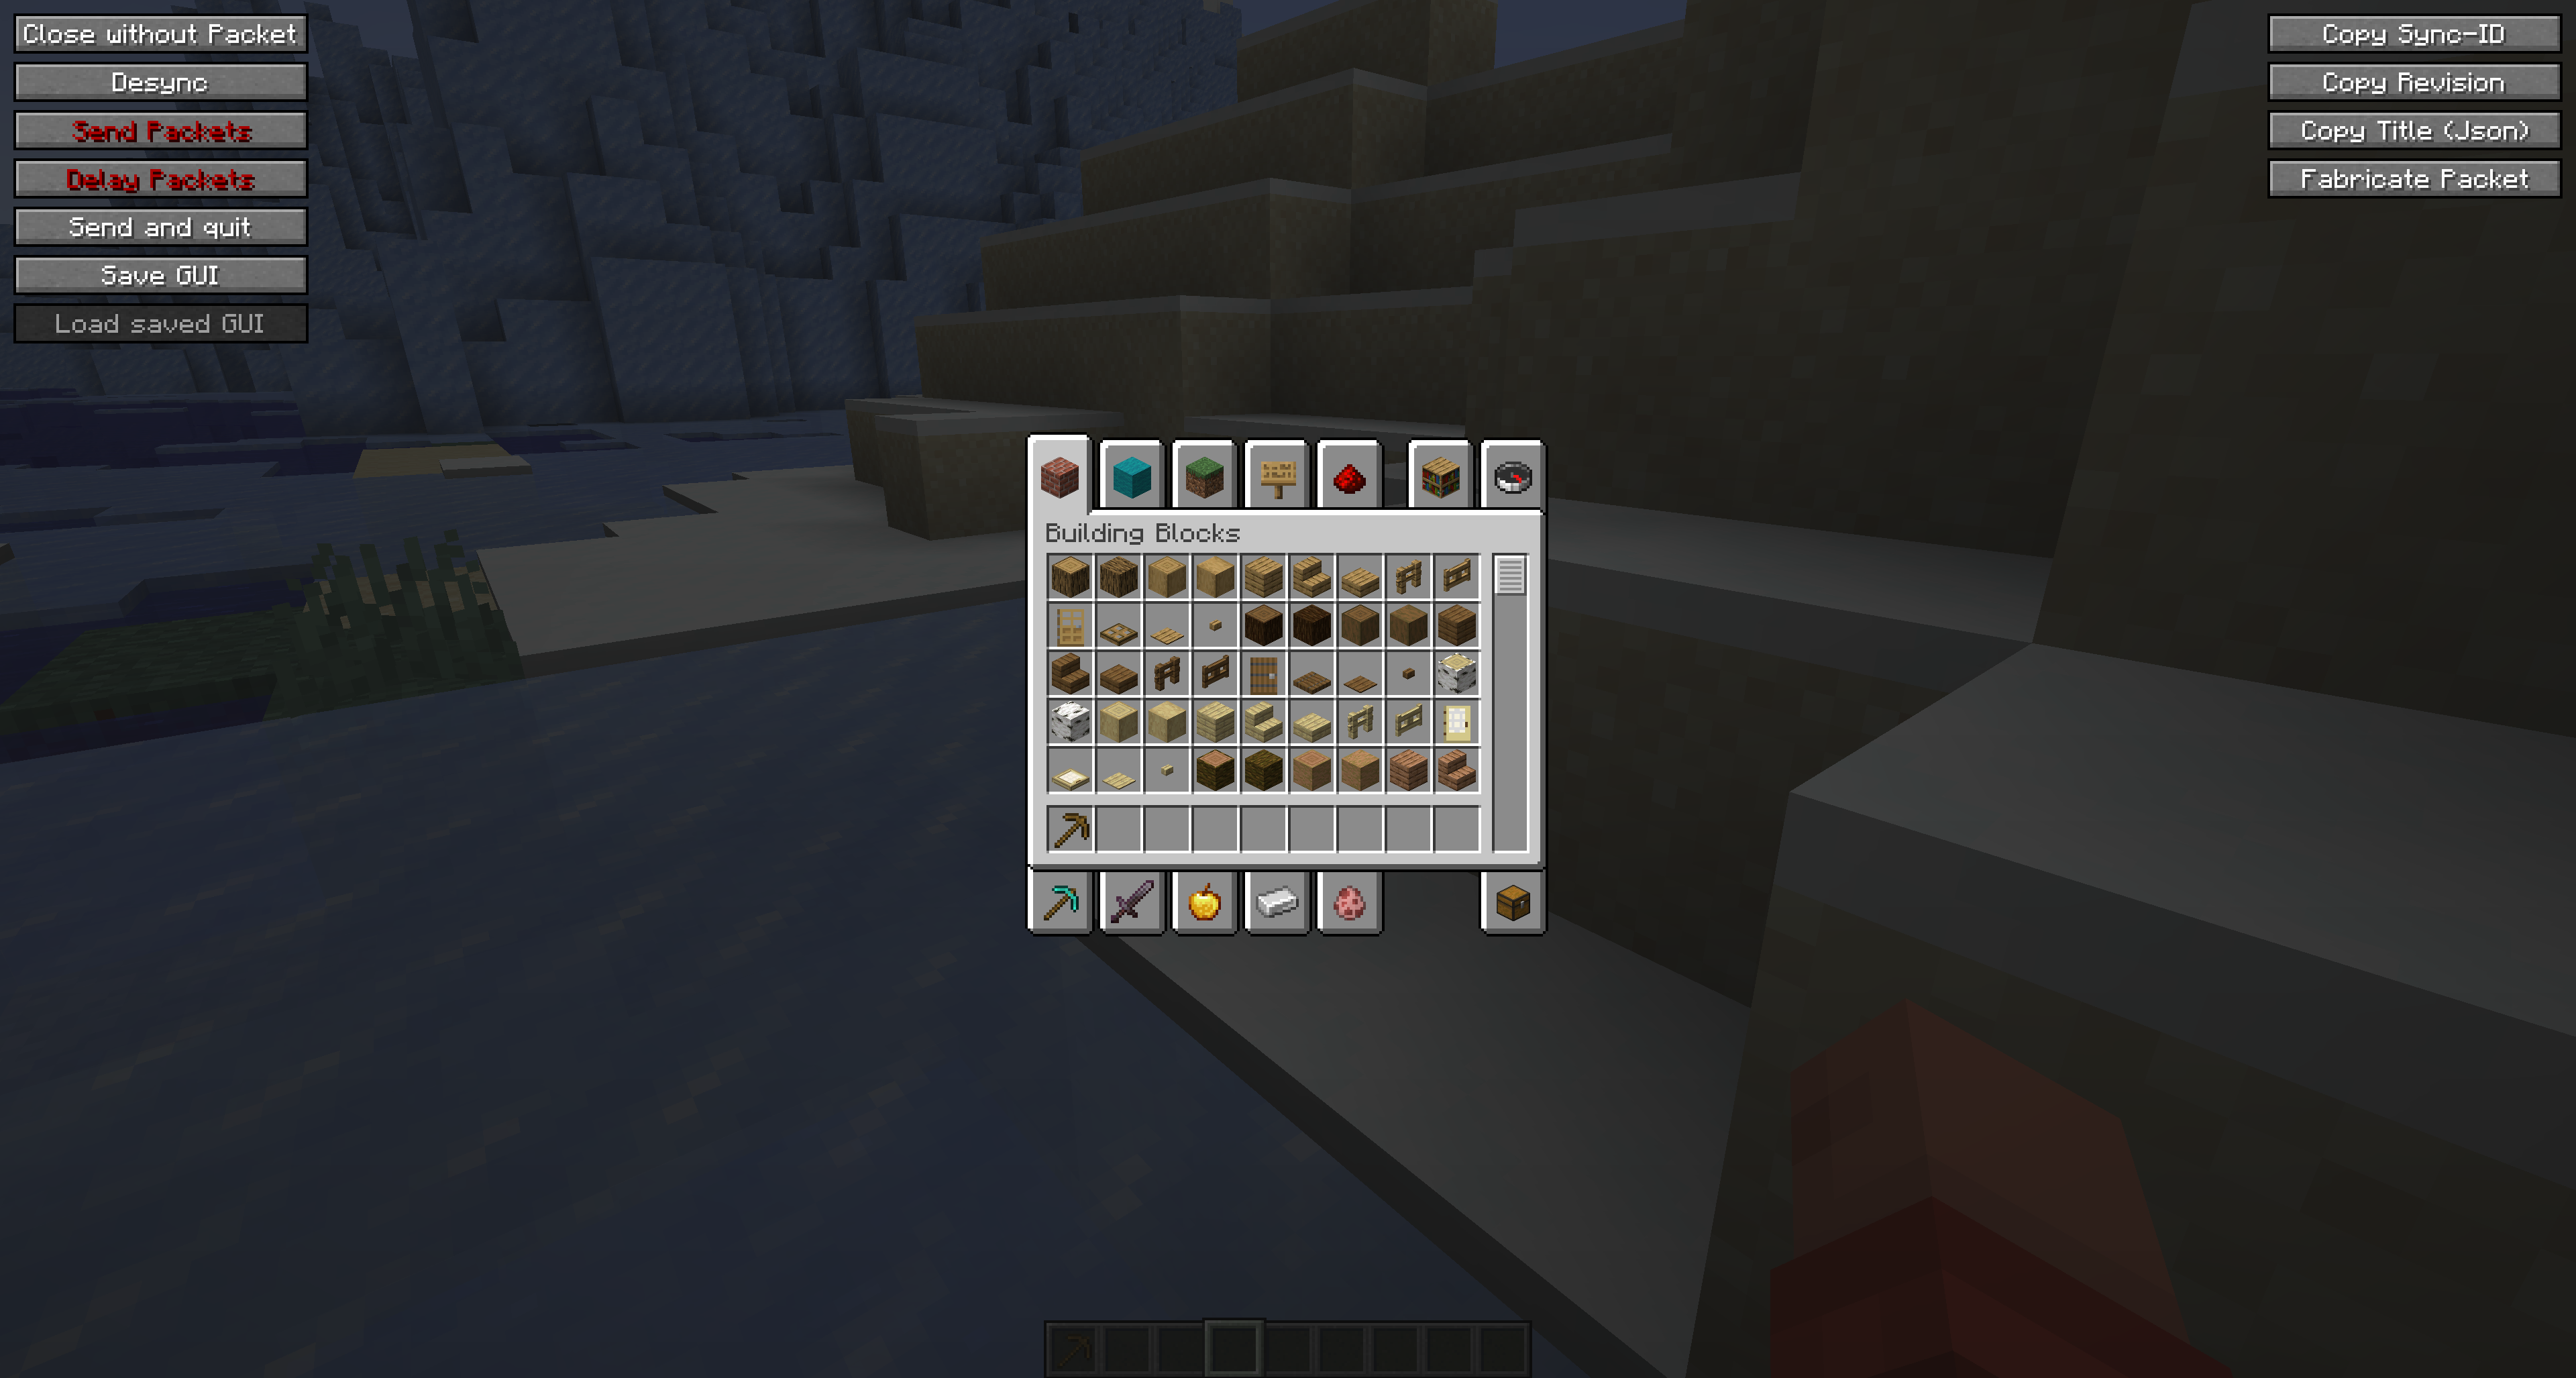 Close without Packet
Desync
Send Packets
Delay Packets
Send and quit
Save GUI
Load saved GUI
Copy Sync-ID
Copy Revision
Copy Title (Json)
Fabricate Packet
Building Blocks